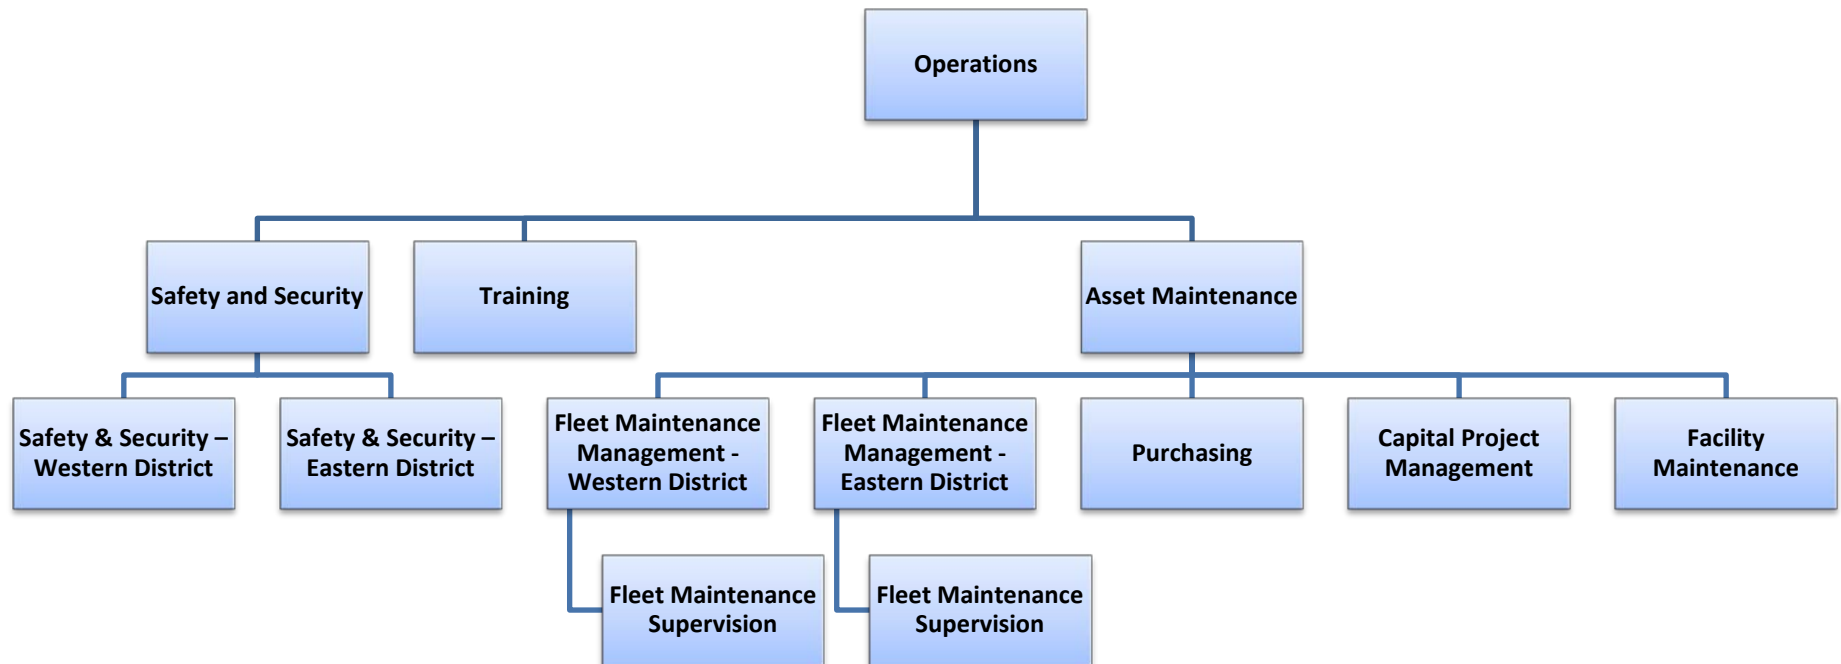 Operations
Safety and Security
Training
Asset Maintenance
Safety & Security –
Western District
Safety & Security –
Eastern District
Fleet Maintenance
Management -
Western District
Fleet Maintenance
Management -
Eastern District
Purchasing
Capital Project
Management
Facility
Maintenance
Fleet Maintenance
Supervision
Fleet Maintenance
Supervision